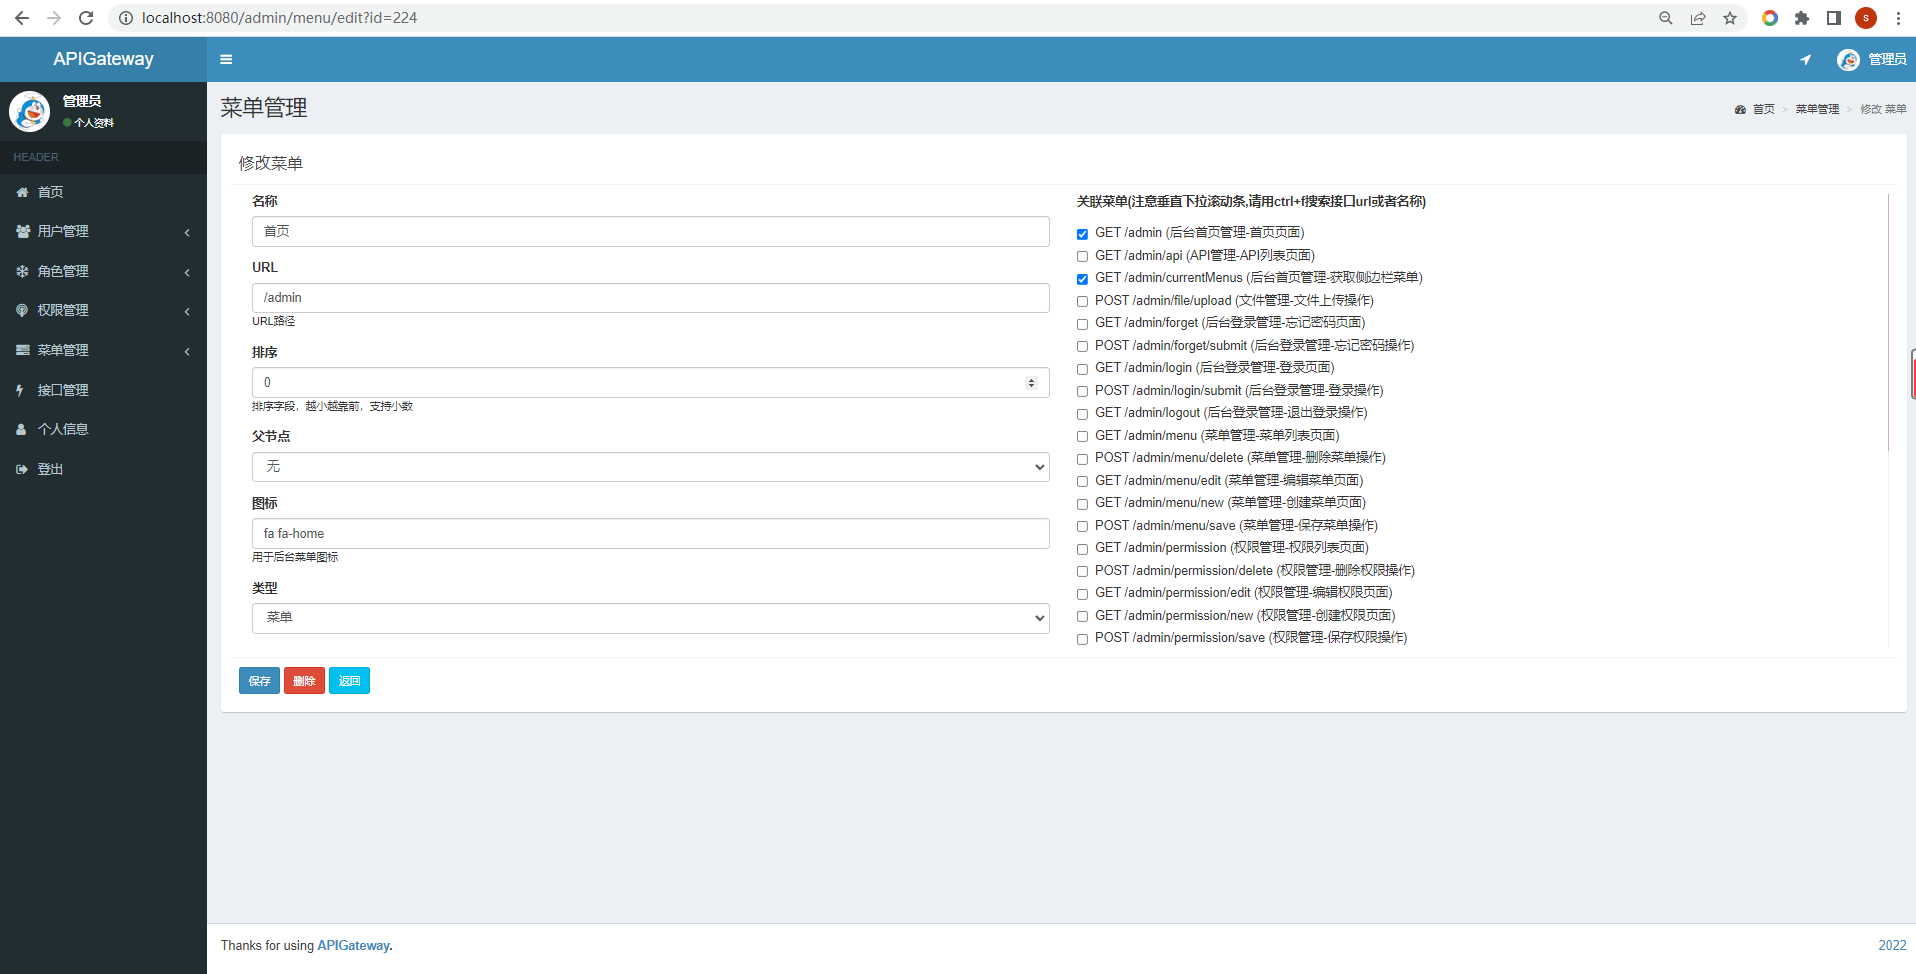 localhost:8080/admin/menu/edit?id=224
S
APIGateway
管理员
管理员
个人资料
HEADER
首页
用户管理
角色管理
权限管理
菜单管理
接口管理
个人信息
登出
菜单管理
首页 > 菜单管理 > 修改 菜单
修改菜单
名称
首页
URL
/admin
URL路径
排序
0
排序字段，越小越靠前，支持小数
父节点
无
图标
fa fa-home
用于后台菜单图标
类型
菜单
关联菜单(注意垂直下拉滚动条,请用ctrl+f搜索接口url或者名称)
GET /admin (后台首页管理-首页页面)
GET /admin/api (API管理-API列表页面)
GET /admin/currentMenus (后台首页管理-获取侧边栏菜单)
POST /admin/file/upload (文件管理-文件上传操作)
GET /admin/forget (后台登录管理-忘记密码页面)
POST /admin/forget/submit (后台登录管理-忘记密码操作)
GET /admin/login (后台登录管理-登录页面)
POST /admin/login/submit (后台登录管理-登录操作)
GET /admin/logout (后台登录管理-退出登录操作)
GET /admin/menu (菜单管理-菜单列表页面)
POST /admin/menu/delete (菜单管理-删除菜单操作)
GET /admin/menu/edit (菜单管理-编辑菜单页面)
GET /admin/menu/new (菜单管理-创建菜单页面)
POST /admin/menu/save (菜单管理-保存菜单操作)
GET /admin/permission (权限管理-权限列表页面)
POST /admin/permission/delete (权限管理-删除权限操作)
GET /admin/permission/edit (权限管理-编辑权限页面)
GET /admin/permission/new (权限管理-创建权限页面)
POST /admin/permission/save (权限管理-保存权限操作)
保存 删除 返回
Thanks for using APIGateway.
2022